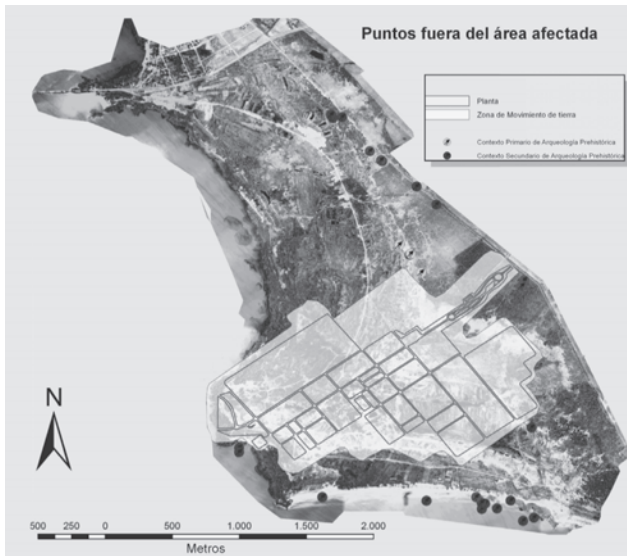 Puntos fuera del área afectada
Planta
Zona de Movimiento de tierra
Contexto Primario de Arqueología Prehistórica
Contexto Secundario de Arqueología Prehistórica
N
500 250 0 500 1.000 1.500 2.000
Metros